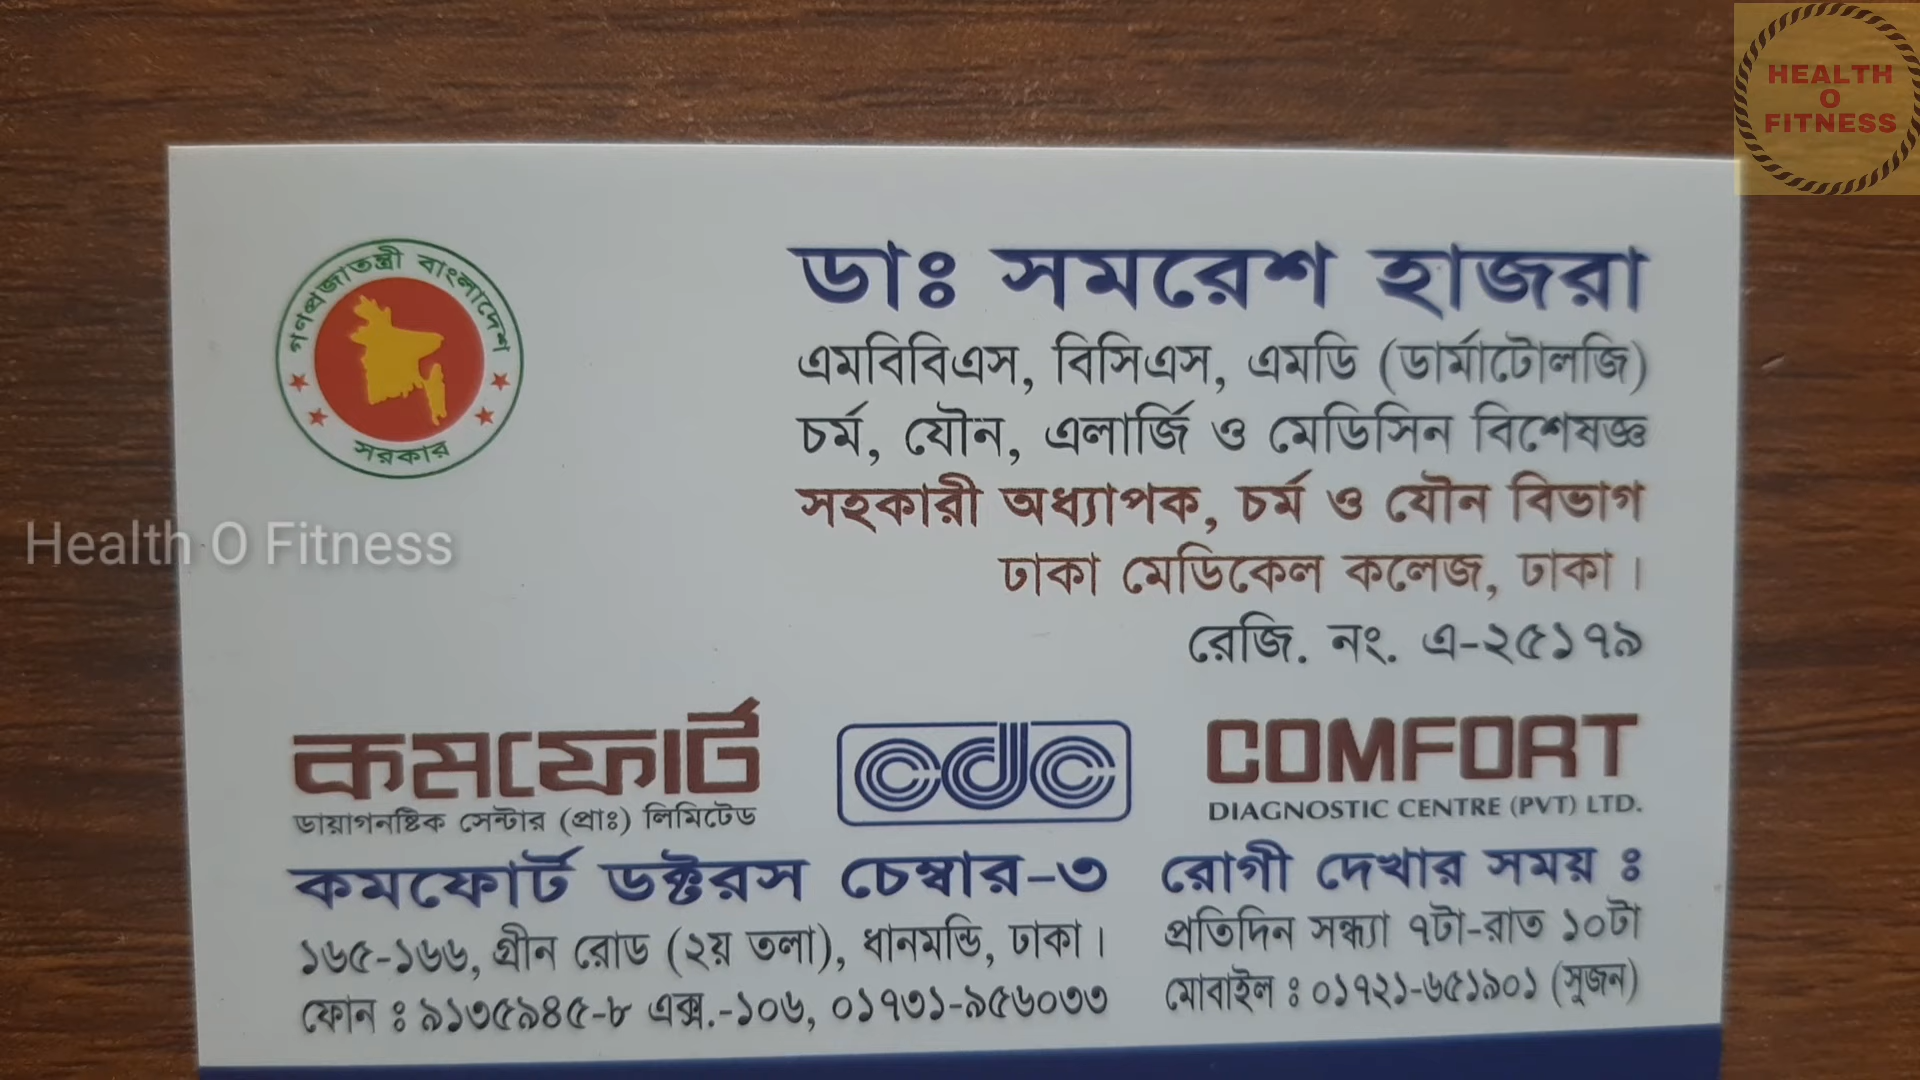 HEALTH
O
FITNESS
গণপ্রজাতন্ত্রী বাংলাদেশ
সরকার
ডাঃ সমরেশ হাজরা
এমবিবিএস, বিসিএস, এমডি (ডার্মাটোলজি)
চর্ম, যৌন, এলার্জি ও মেডিসিন বিশেষজ্ঞ
সহকারী অধ্যাপক, চর্ম ও যৌন বিভাগ
ঢাকা মেডিকেল কলেজ, ঢাকা।
রেজি. নং. এ-২৫১৭৯
Health O Fitness
কমফোর্ট
ডায়াগনষ্টিক সেন্টার (প্রাঃ) লিমিটেড
cdc
COMFORT
DIAGNOSTIC CENTRE (PVT) LTD.
কমফোর্ট ডক্টরস চেম্বার-৩
১৬৫-১৬৬, গ্রীন রোড (২য় তলা), ধানমন্ডি, ঢাকা।
ফোন : ৯১৩৫৯৪৫-৮ এক্স.-১০৬, ০১৭৩১-৯৫৬০৩৩
রোগী দেখার সময় :
প্রতিদিন সন্ধ্যা ৭টা-রাত ১০টা
মোবাইল : ০১৭২১-৬৫১৯০১ (সূজন)